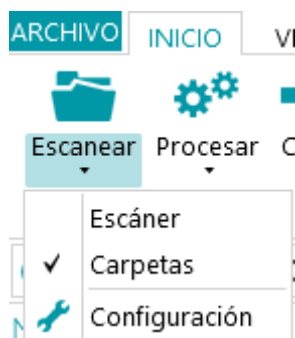 ARCHIVO INICIO
Escanear Procesar
Escáner
Carpetas
Configuración